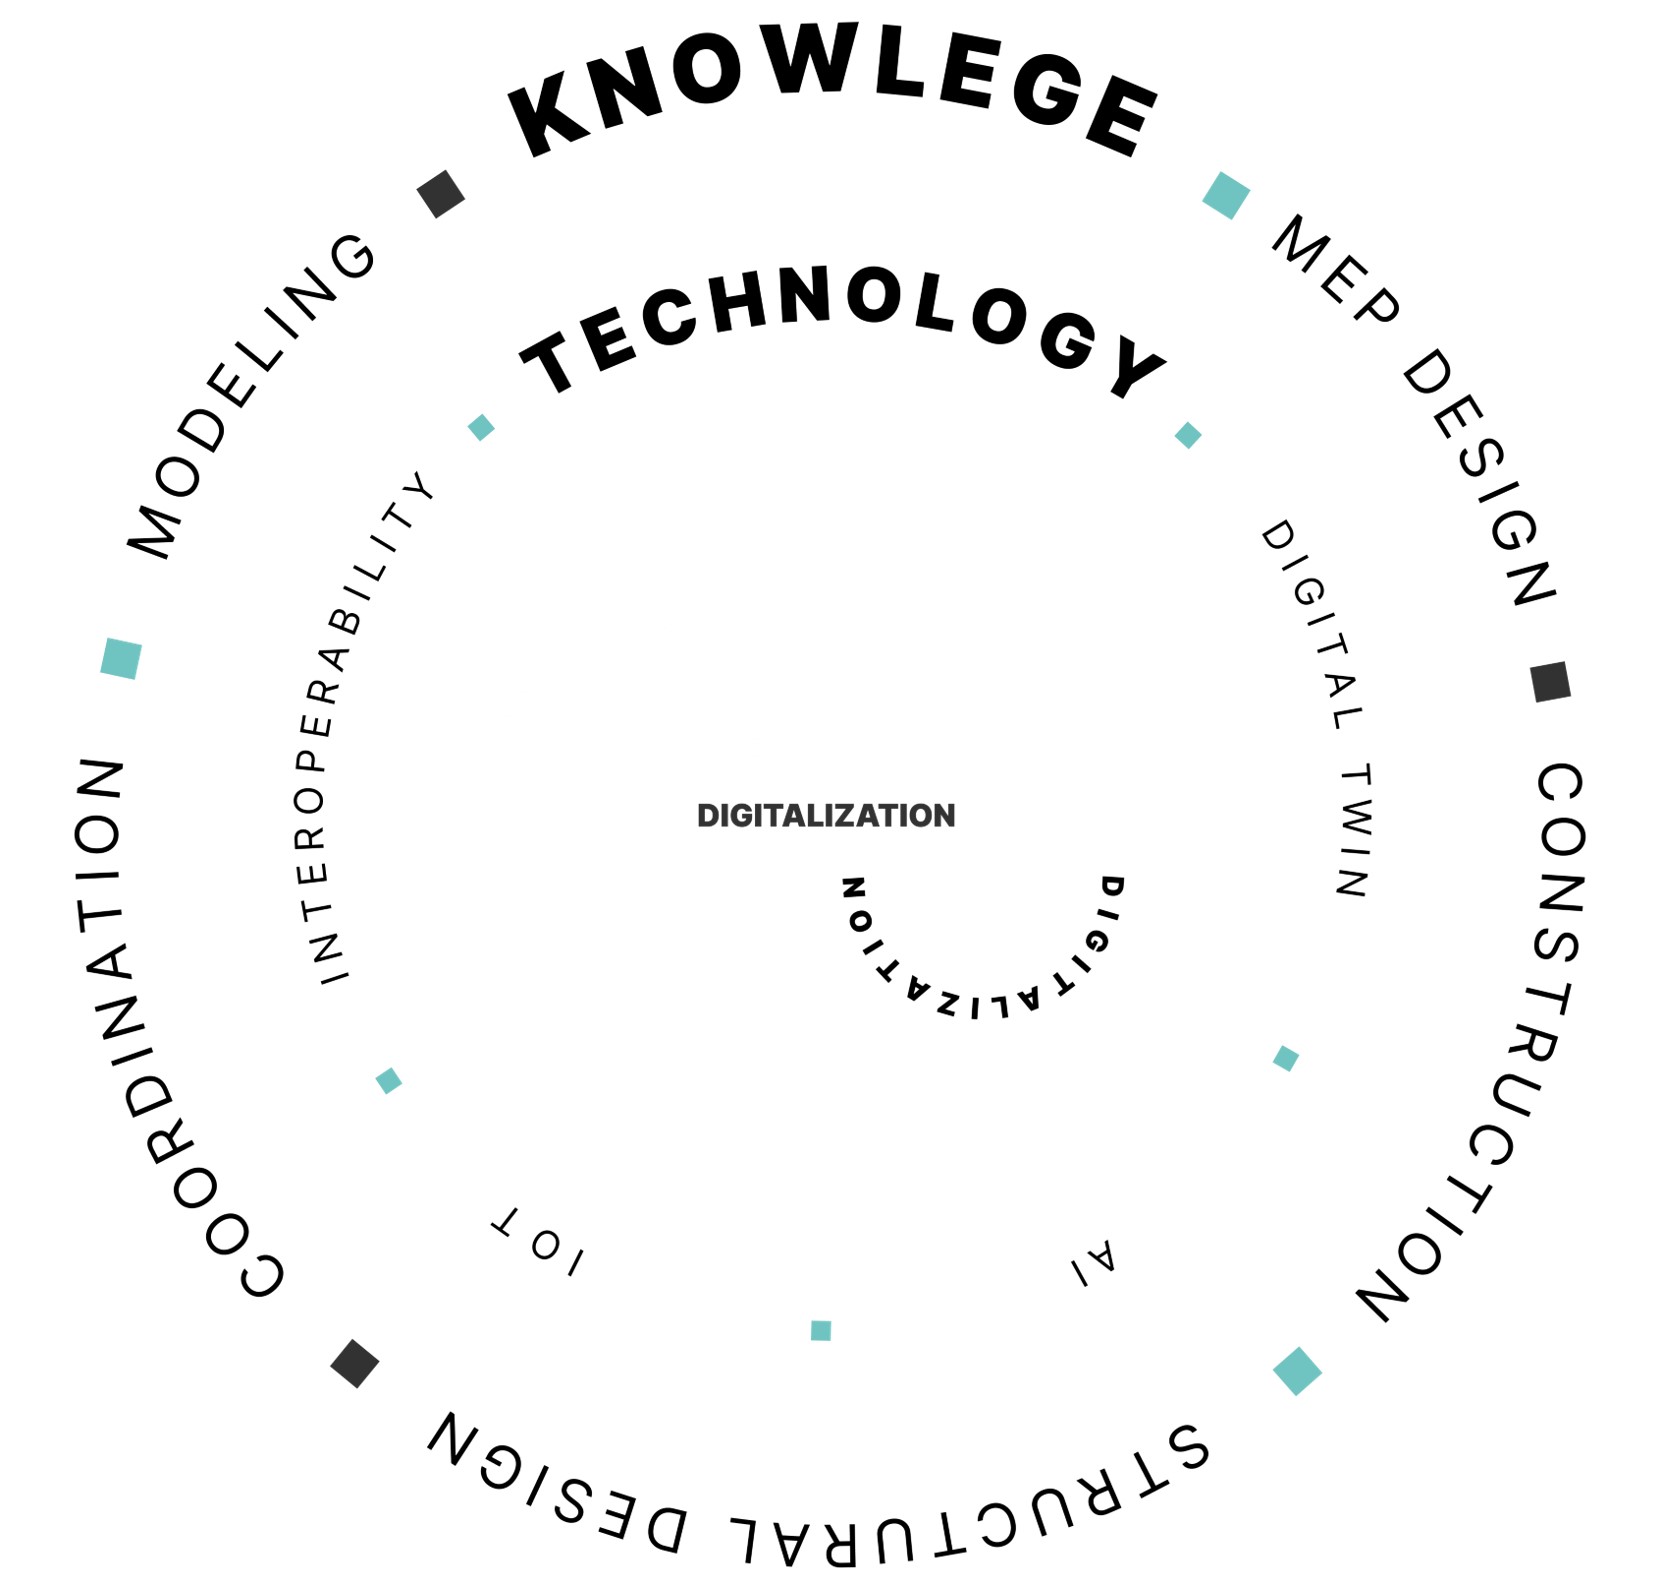 KNOWLEGE
MEP DESIGN
CONSTRUCTION
STRUCTURAL DESIGN
COORDINATION
MODELING
TECHNOLOGY
DIGITAL TWIN
AI
IOT
INTEROPERABILITY
DIGITALIZATION
DIGITALIZATION